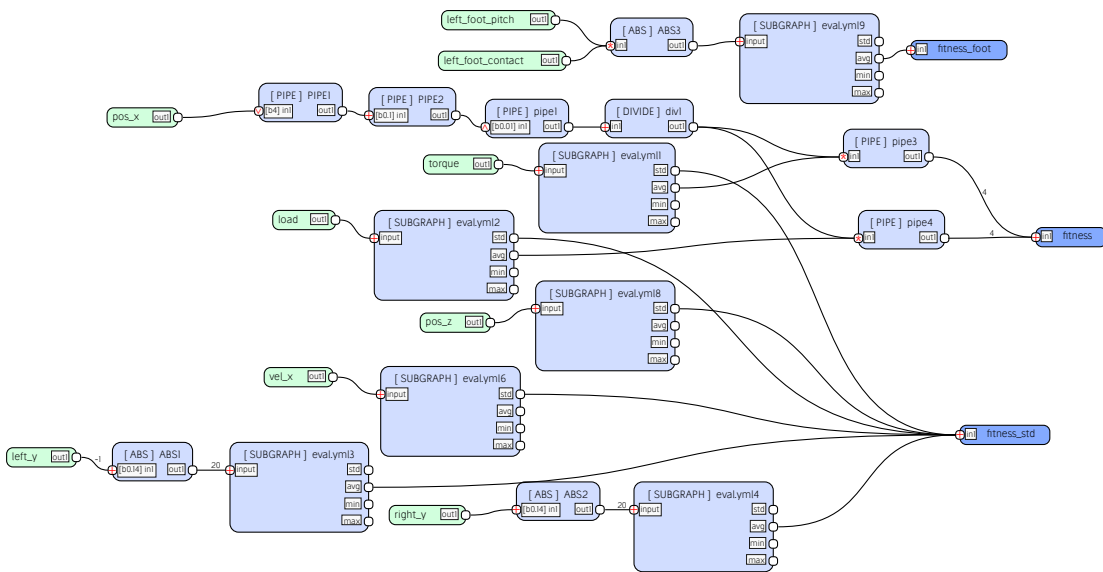 left_foot_pitch out1
left_foot_contact out1
[ ABS ] ABS3
in1 out1
[ SUBGRAPH ] eval.yml9
input std
avg
min
max
in1 fitness_foot
pos_x out1
[ PIPE ] PIPE1
[b4] in1 out1
[ PIPE ] PIPE2
[b0.1] in1 out1
[ PIPE ] pipe1
[b0.01] in1 out1
[ DIVIDE ] div1
in1 out1
[ PIPE ] pipe3
in1 out1
torque out1
[ SUBGRAPH ] eval.yml1
input std
avg
min
max
4
load out1
[ SUBGRAPH ] eval.yml2
input std
avg
min
max
[ PIPE ] pipe4
in1 out1
4
in1 fitness
pos_z out1
[ SUBGRAPH ] eval.yml8
input std
avg
min
max
vel_x out1
[ SUBGRAPH ] eval.yml6
input std
avg
min
max
in1 fitness_std
left_y out1
-1
[ ABS ] ABS1
[b0.14] in1 out1
20
[ SUBGRAPH ] eval.yml3
input std
avg
min
max
right_y out1
[ ABS ] ABS2
[b0.14] in1 out1
20
[ SUBGRAPH ] eval.yml4
input std
avg
min
max